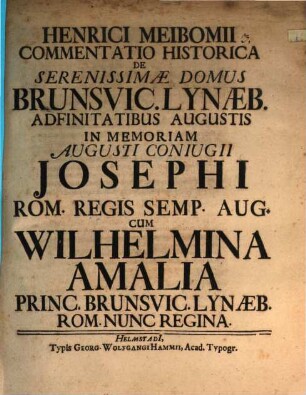 HENRICI MEIBOMII
COMMENTATIO HISTORICA
DE
SERENISSIMÆ DOMUS
BRUNSVIC. LYNÆB.
ADFINITATIBUS AUGUSTIS
IN MEMORIAM
AUGUSTI CONIUGII
JOSEPHI
ROM. REGIS SEMP. AUG.
CUM
WILHELMINA
AMALIA
PRINC. BRUNSVIC. LYNÆB.
ROM. NUNC REGINA.
HELMSTADI,
Typis GEORG-WOLFGANGI HAMMII, Acad. Typogr.